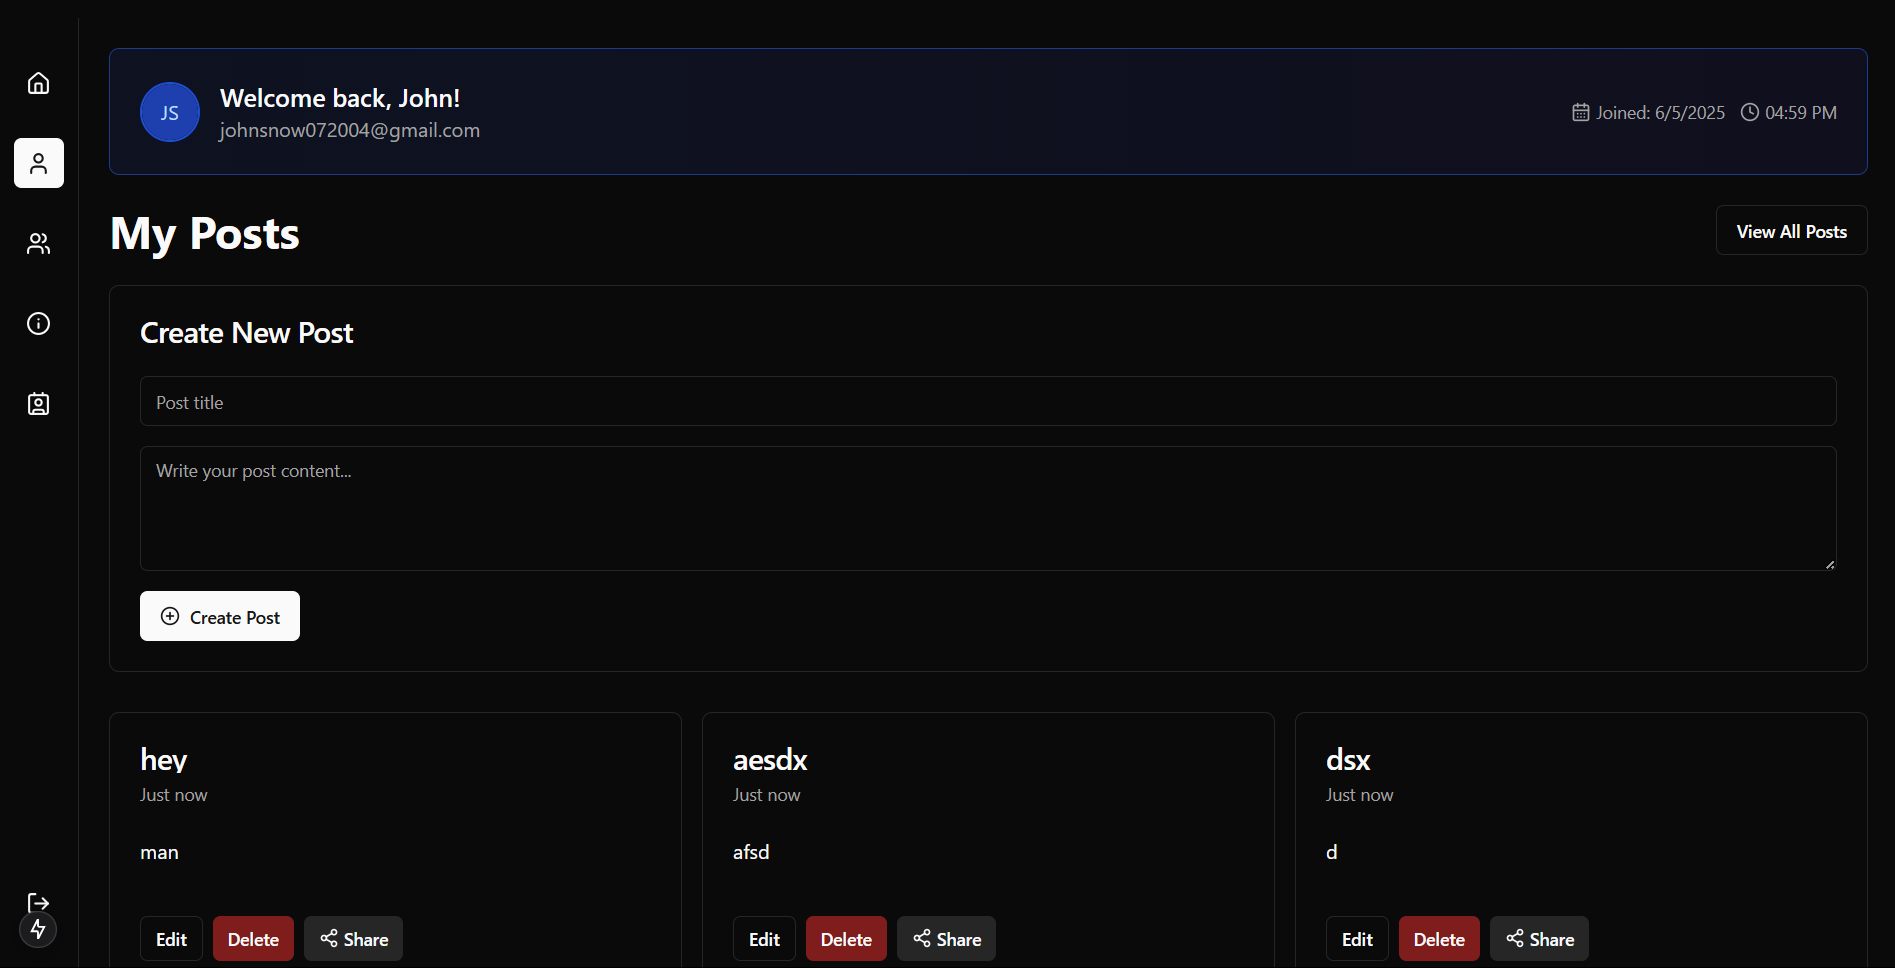 JS
Welcome back, John!
johnsnow072004@gmail.com
Joined: 6/5/2025
04:59 PM
My Posts
View All Posts
Create New Post
Post title
Write your post content...
Create Post
hey
Just now
man
Edit
Delete
Share
aesdx
Just now
afsd
Edit
Delete
Share
dsx
Just now
d
Edit
Delete
Share